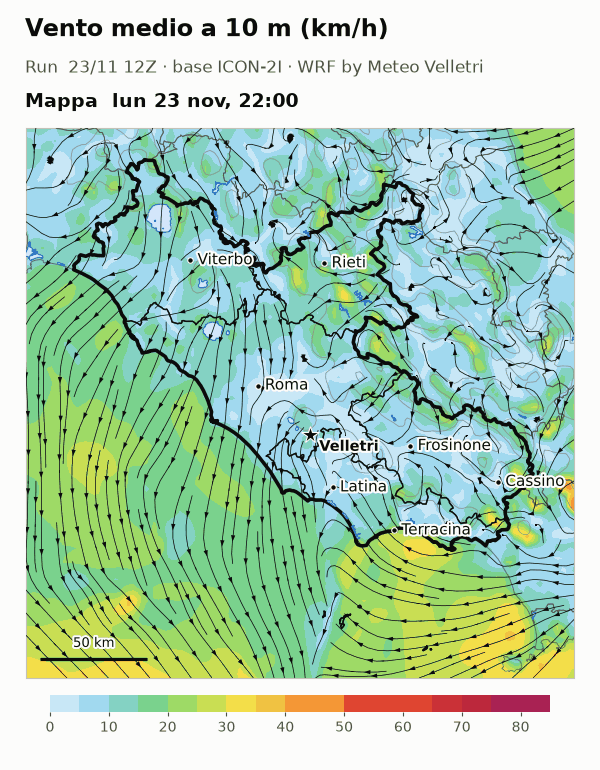 Vento medio a 10 m (km/h)
Run 23/11 12Z · base ICON-2I · WRF by Meteo Velletri
Mappa lun 23 nov, 22:00
Viterbo
Rieti
Roma
Velletri
Frosinone
Cassino
Latina
Terracina
50 km
0 10 20 30 40 50 60 70 80